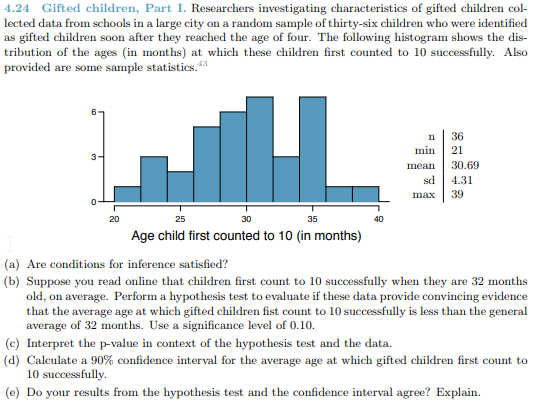 4.24 Gifted children, Part I. Researchers investigating characteristics of gifted children col-
lected data from schools in a large city on a random sample of thirty-six children who were identified
as gifted children soon after they reached the age of four. The following histogram shows the dis-
tribution of the ages (in months) at which these children first counted to 10 successfully. Also
provided are some sample statistics.43
6
3
0
20 25 30 35 40
Age child first counted to 10 (in months)
n 36
min 21
mean 30.69
sd 4.31
max 39
(a) Are conditions for inference satisfied?
(b) Suppose you read online that children first count to 10 successfully when they are 32 months
old, on average. Perform a hypothesis test to evaluate if these data provide convincing evidence
that the average age at which gifted children fist count to 10 successfully is less than the general
average of 32 months. Use a significance level of 0.10.
(c) Interpret the p-value in context of the hypothesis test and the data.
(d) Calculate a 90% confidence interval for the average age at which gifted children first count to
10 successfully.
(e) Do your results from the hypothesis test and the confidence interval agree? Explain.